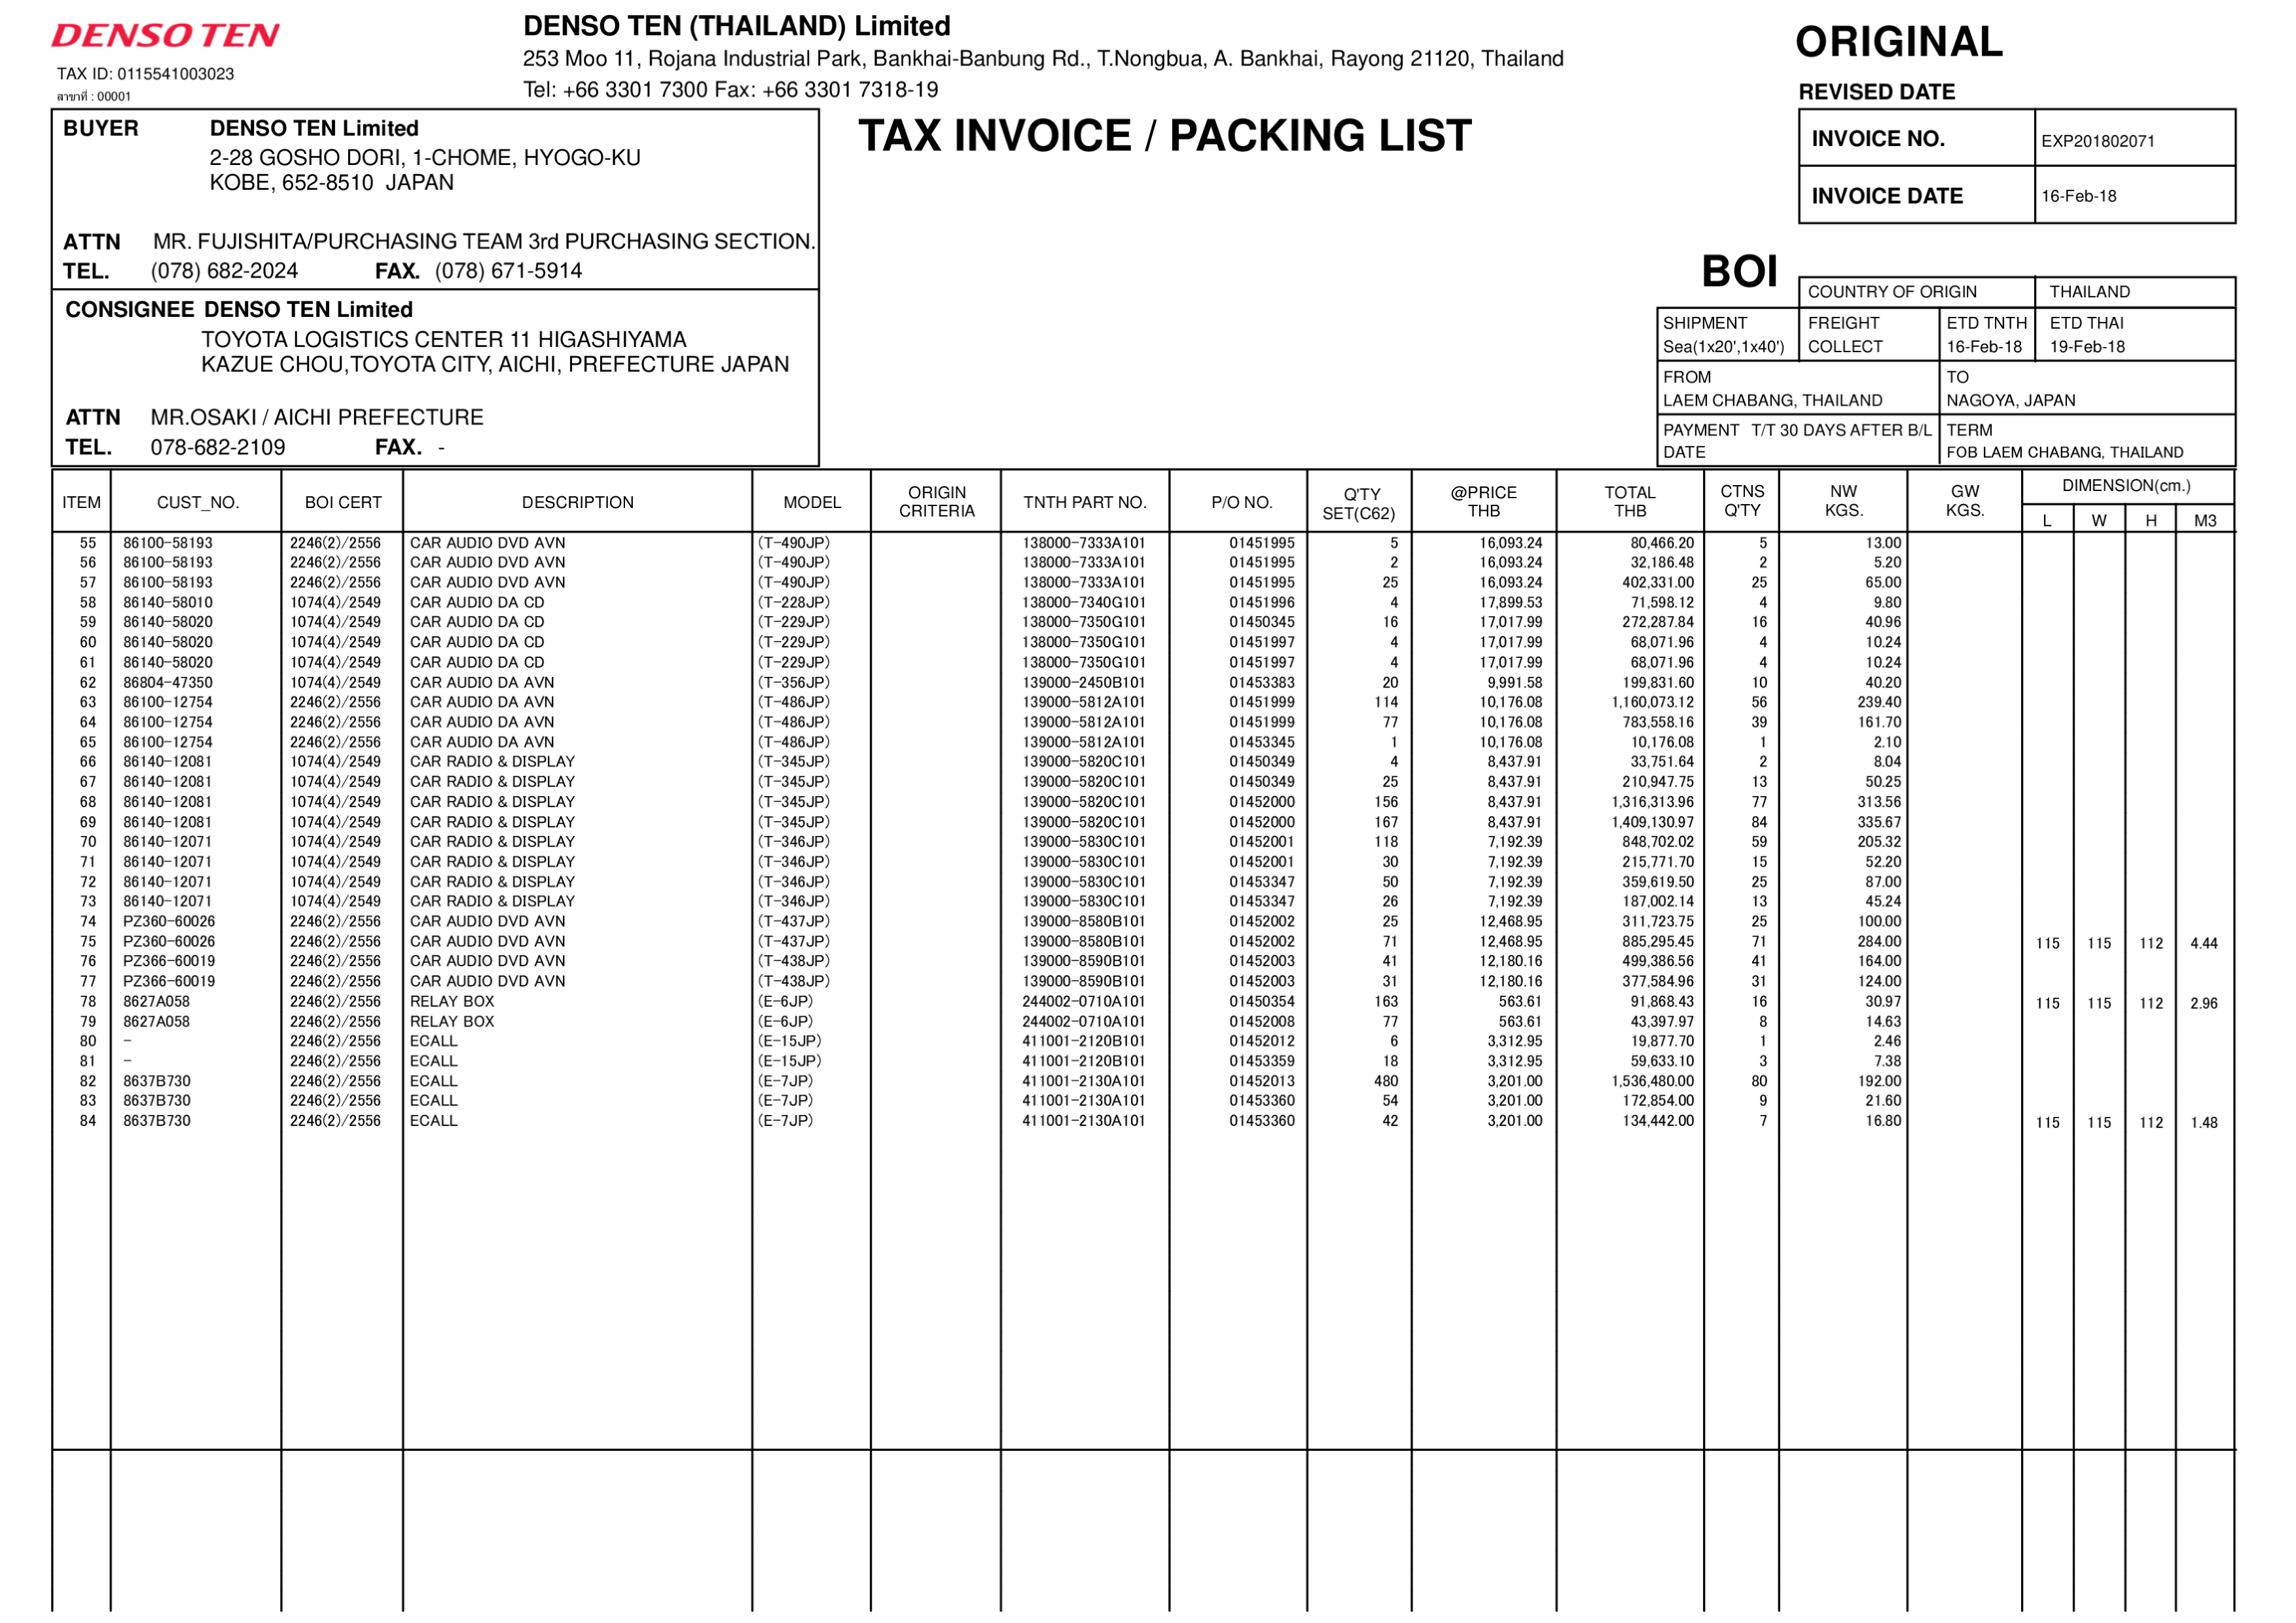 DENSO TEN
TAX ID: 0115541003023
สาขาที่ : 00001
DENSO TEN (THAILAND) Limited
253 Moo 11, Rojana Industrial Park, Bankhai-Banbung Rd., T.Nongbua, A. Bankhai, Rayong 21120, Thailand
Tel: +66 3301 7300 Fax: +66 3301 7318-19
TAX INVOICE / PACKING LIST
ORIGINAL
REVISED DATE
INVOICE NO. EXP201802071
INVOICE DATE 16-Feb-18
BUYER DENSO TEN Limited
2-28 GOSHO DORI, 1-CHOME, HYOGO-KU
KOBE, 652-8510 JAPAN
ATTN MR. FUJISHITA/PURCHASING TEAM 3rd PURCHASING SECTION.
TEL. (078) 682-2024 FAX. (078) 671-5914
CONSIGNEE DENSO TEN Limited
TOYOTA LOGISTICS CENTER 11 HIGASHIYAMA
KAZUE CHOU,TOYOTA CITY, AICHI, PREFECTURE JAPAN
ATTN MR.OSAKI / AICHI PREFECTURE
TEL. 078-682-2109 FAX. -
BOI
COUNTRY OF ORIGIN THAILAND
SHIPMENT FREIGHT ETD TNTH ETD THAI
Sea(1x20',1x40') COLLECT 16-Feb-18 19-Feb-18
FROM TO
LAEM CHABANG, THAILAND NAGOYA, JAPAN
PAYMENT T/T 30 DAYS AFTER B/L TERM
DATE FOB LAEM CHABANG, THAILAND
ITEM CUST_NO. BOI CERT DESCRIPTION MODEL ORIGIN CRITERIA TNTH PART NO. P/O NO. Q'TY SET(C62) @PRICE THB TOTAL THB CTNS Q'TY NW KGS. GW KGS. DIMENSION(cm.)
L W H M3
55 86100-58193 2246(2)/2556 CAR AUDIO DVD AVN (T-490JP) 138000-7333A101 01451995 5 16,093.24 80,466.20 5 13.00
56 86100-58193 2246(2)/2556 CAR AUDIO DVD AVN (T-490JP) 138000-7333A101 01451995 2 16,093.24 32,186.48 2 5.20
57 86100-58193 2246(2)/2556 CAR AUDIO DVD AVN (T-490JP) 138000-7333A101 01451995 25 16,093.24 402,331.00 25 65.00
58 86140-58010 1074(4)/2549 CAR AUDIO DA CD (T-228JP) 138000-7340G101 01451996 4 17,899.53 71,598.12 4 9.80
59 86140-58020 1074(4)/2549 CAR AUDIO DA CD (T-229JP) 138000-7350G101 01450345 16 17,017.99 272,287.84 16 40.96
60 86140-58020 1074(4)/2549 CAR AUDIO DA CD (T-229JP) 138000-7350G101 01451997 4 17,017.99 68,071.96 4 10.24
61 86140-58020 1074(4)/2549 CAR AUDIO DA CD (T-229JP) 138000-7350G101 01451997 4 17,017.99 68,071.96 4 10.24
62 86804-47350 1074(4)/2549 CAR AUDIO DA AVN (T-356JP) 139000-2450B101 01453383 20 9,991.58 199,831.60 10 40.20
63 86100-12754 2246(2)/2556 CAR AUDIO DA AVN (T-486JP) 139000-5812A101 01451999 114 10,176.08 1,160,073.12 56 239.40
64 86100-12754 2246(2)/2556 CAR AUDIO DA AVN (T-486JP) 139000-5812A101 01451999 77 10,176.08 783,558.16 39 161.70
65 86100-12754 2246(2)/2556 CAR AUDIO DA AVN (T-486JP) 139000-5812A101 01453345 1 10,176.08 10,176.08 1 2.10
66 86140-12081 1074(4)/2549 CAR RADIO & DISPLAY (T-345JP) 139000-5820C101 01450349 4 8,437.91 33,751.64 2 8.04
67 86140-12081 1074(4)/2549 CAR RADIO & DISPLAY (T-345JP) 139000-5820C101 01450349 25 8,437.91 210,947.75 13 50.25
68 86140-12081 1074(4)/2549 CAR RADIO & DISPLAY (T-345JP) 139000-5820C101 01452000 156 8,437.91 1,316,313.96 77 313.56
69 86140-12081 1074(4)/2549 CAR RADIO & DISPLAY (T-345JP) 139000-5820C101 01452000 167 8,437.91 1,409,130.97 84 335.67
70 86140-12071 1074(4)/2549 CAR RADIO & DISPLAY (T-346JP) 139000-5830C101 01452001 118 7,192.39 848,702.02 59 205.32
71 86140-12071 1074(4)/2549 CAR RADIO & DISPLAY (T-346JP) 139000-5830C101 01452001 30 7,192.39 215,771.70 15 52.20
72 86140-12071 1074(4)/2549 CAR RADIO & DISPLAY (T-346JP) 139000-5830C101 01453347 50 7,192.39 359,619.50 25 87.00
73 86140-12071 1074(4)/2549 CAR RADIO & DISPLAY (T-346JP) 139000-5830C101 01453347 26 7,192.39 187,002.14 13 45.24
74 PZ360-60026 2246(2)/2556 CAR AUDIO DVD AVN (T-437JP) 139000-8580B101 01452002 25 12,468.95 311,723.75 25 100.00
75 PZ360-60026 2246(2)/2556 CAR AUDIO DVD AVN (T-437JP) 139000-8580B101 01452002 71 12,468.95 885,295.45 71 284.00 115 115 112 4.44
76 PZ366-60019 2246(2)/2556 CAR AUDIO DVD AVN (T-438JP) 139000-8590B101 01452003 41 12,180.16 499,386.56 41 164.00
77 PZ366-60019 2246(2)/2556 CAR AUDIO DVD AVN (T-438JP) 139000-8590B101 01452003 31 12,180.16 377,584.96 31 124.00
78 8627A058 2246(2)/2556 RELAY BOX (E-6JP) 244002-0710A101 01450354 163 563.61 91,868.43 16 30.97 115 115 112 2.96
79 8627A058 2246(2)/2556 RELAY BOX (E-6JP) 244002-0710A101 01452008 77 563.61 43,397.97 8 14.63
80 - 2246(2)/2556 ECALL (E-15JP) 411001-2120B101 01452012 6 3,312.95 19,877.70 1 2.46
81 - 2246(2)/2556 ECALL (E-15JP) 411001-2120B101 01453359 18 3,312.95 59,633.10 3 7.38
82 8637B730 2246(2)/2556 ECALL (E-7JP) 411001-2130A101 01452013 480 3,201.00 1,536,480.00 80 192.00
83 8637B730 2246(2)/2556 ECALL (E-7JP) 411001-2130A101 01453360 54 3,201.00 172,854.00 9 21.60
84 8637B730 2246(2)/2556 ECALL (E-7JP) 411001-2130A101 01453360 42 3,201.00 134,442.00 7 16.80 115 115 112 1.48